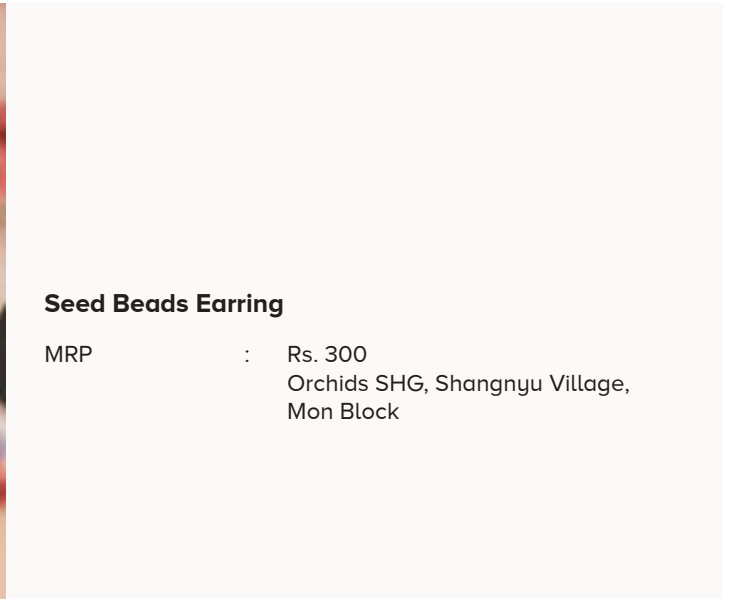 Seed Beads Earring
MRP : Rs. 300
Orchids SHG, Shangnyu Village,
Mon Block